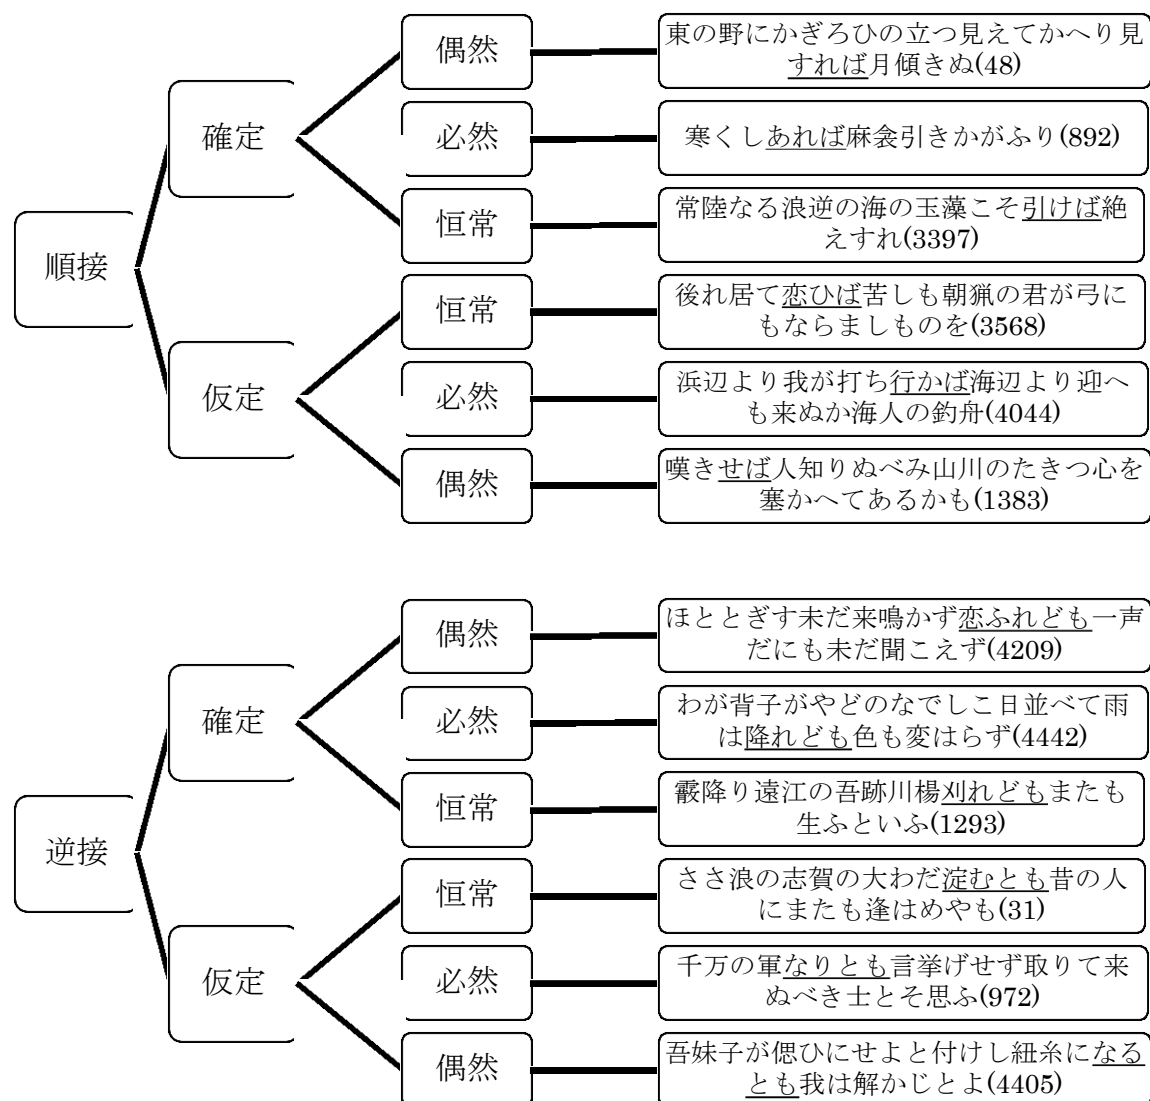 順接
確定
偶然
東の野にかぎろひの立つ見えてかへり見
すれば月傾きぬ(48)
必然
寒くしあれば麻衾引きかがふり(892)
恒常
常陸なる浪逆の海の玉藻こそ引けば絶
えすれ(3397)
仮定
恒常
後れ居て恋ひば苦しも朝猟の君が弓に
もならましものを(3568)
必然
浜辺より我が打ち行かば海辺より迎へ
も来ぬか海人の釣舟(4044)
偶然
嘆きせば人知りぬべみ山川のたきつ心を
塞かへてあるかも(1383)
逆接
確定
偶然
ほととぎす未だ来鳴かず恋ふれども一声
だにも未だ聞こえず(4209)
必然
わが背子がやどのなでしこ日並べて雨
は降れども色も変はらず(4442)
恒常
霰降り遠江の吾跡川楊刈れどもまたも
生ふといふ(1293)
仮定
恒常
ささ浪の志賀の大わだ淀むとも昔の人
にまたも逢はめやも(31)
必然
千万の軍なりとも言挙げせず取りて来
ぬべき士とそ思ふ(972)
偶然
吾妹子が偲ひにせよと付けし紐糸になる
とも我は解かじとよ(4405)